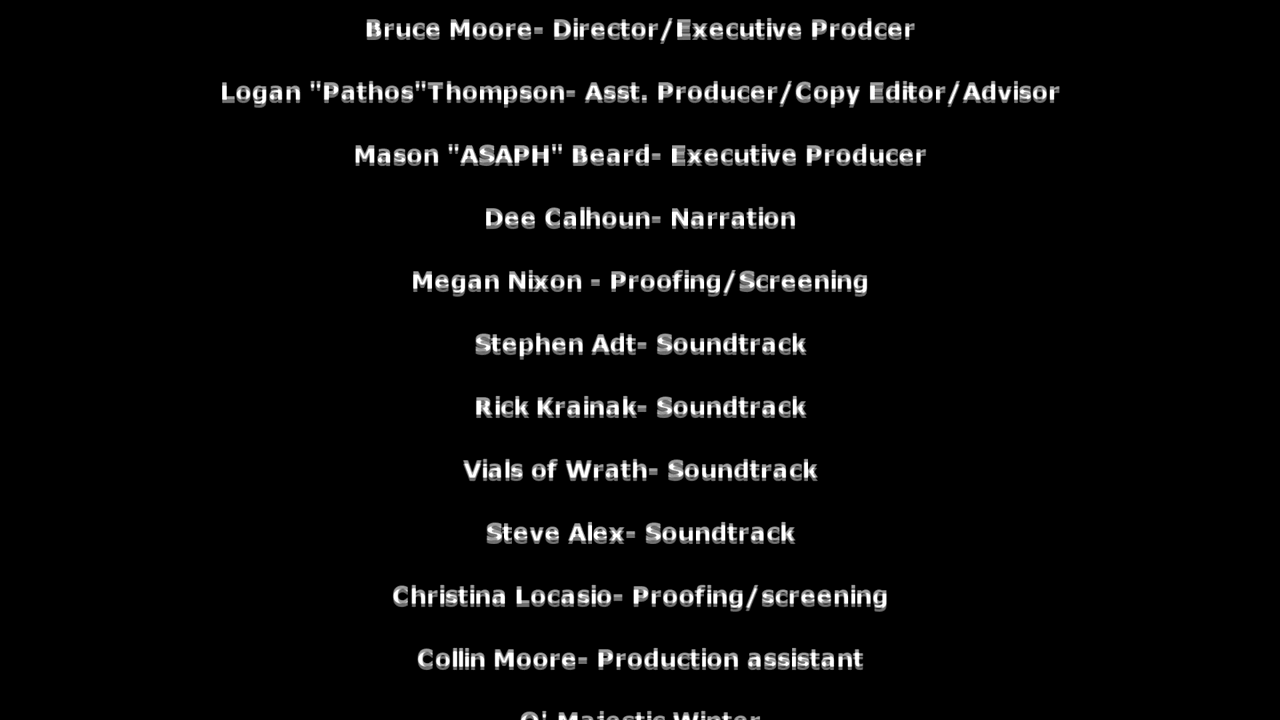 Bruce Moore- Director/Executive Prodcer
Logan "Pathos"Thompson- Asst. Producer/Copy Editor/Advisor
Mason "ASAPH" Beard- Executive Producer
Dee Calhoun- Narration
Megan Nixon - Proofing/Screening
Stephen Adt- Soundtrack
Rick Krainak- Soundtrack
Vials of Wrath- Soundtrack
Steve Alex- Soundtrack
Christina Locasio- Proofing/screening
Collin Moore- Production assistant
O' Majestic Winter